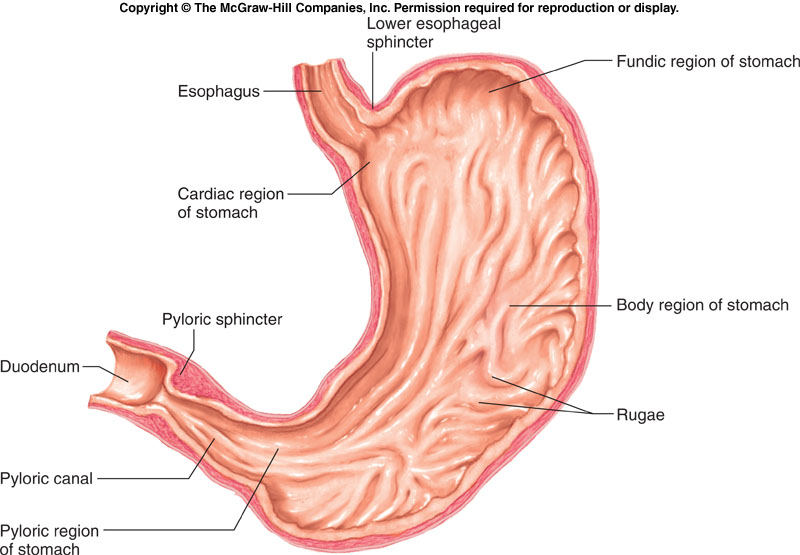 Copyright © The McGraw-Hill Companies, Inc. Permission required for reproduction or display.
Lower esophageal
sphincter
Fundic region of stomach
Esophagus
Cardiac region
of stomach
Body region of stomach
Pyloric sphincter
Duodenum
Rugae
Pyloric canal
Pyloric region
of stomach